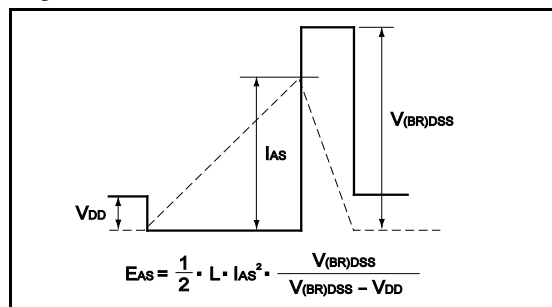 V(BR)DSS
IAS
VDD
EAS = 1/2 · L · IAS² · V(BR)DSS / (V(BR)DSS – VDD)